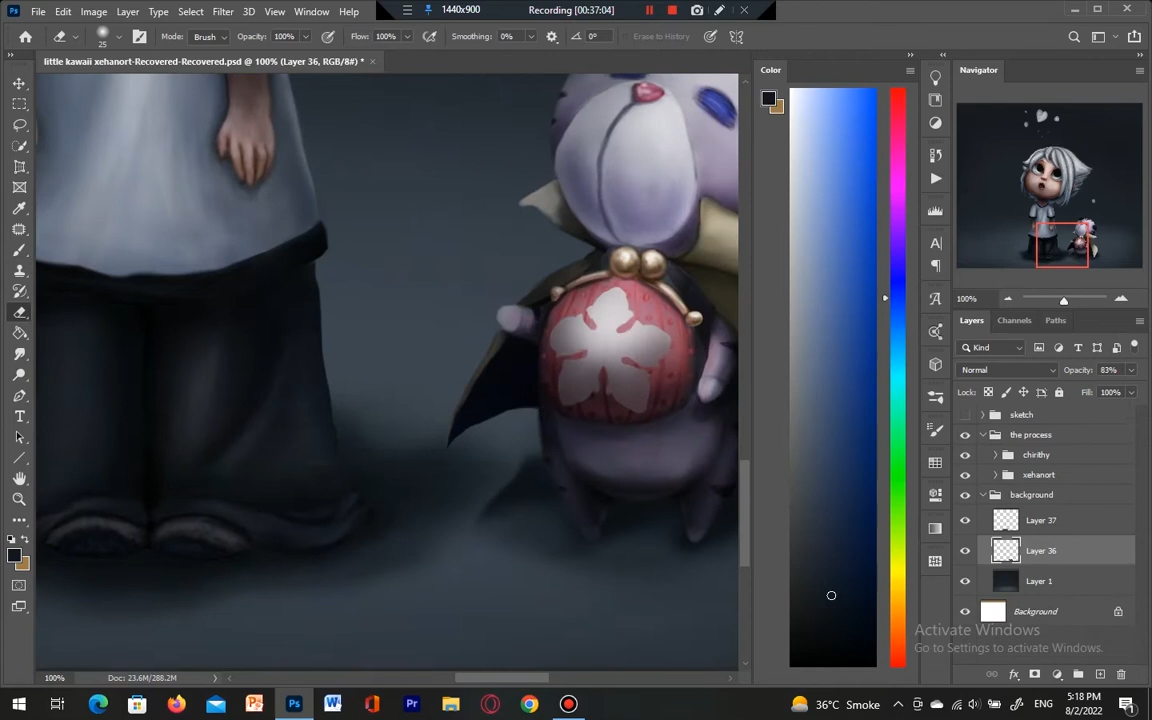 Ps File Edit Image Layer Type Select Filter 3D View Window Help
1440x900 Recording [00:37:04]
25 Mode: Brush Opacity: 100% Flow: 100% Smoothing: 0% 0° Erase to History
little kawaii xehanort-Recovered-Recovered.psd @ 100% (Layer 36, RGB/8#) *
Color
Navigator
100%
Layers Channels Paths
Kind
Normal Opacity: 83%
Lock: Fill: 100%
sketch
the process
chirithy
xehanort
background
Layer 37
Layer 36
Layer 1
Background
Activate Windows
Go to Settings to activate Windows.
100% Doc: 23.6M/288.2M
36°C Smoke ENG 5:18 PM
8/2/2022
1